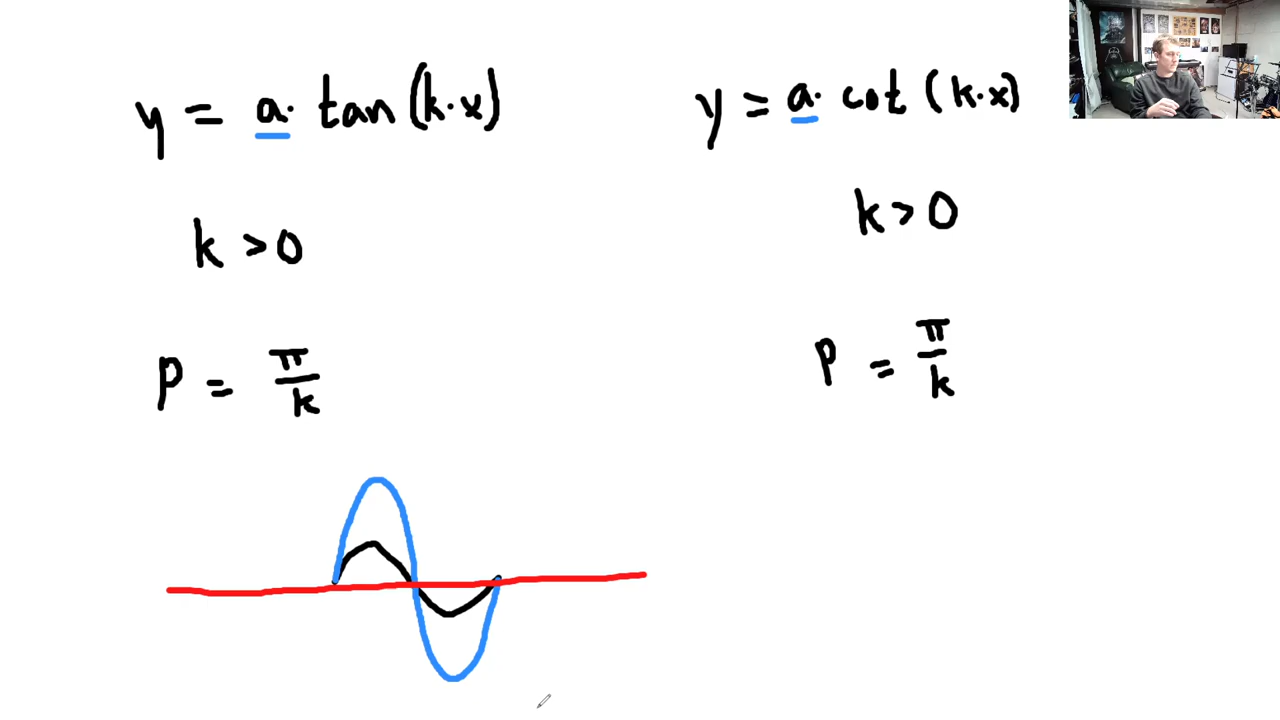 y = a · tan(k·x)
k > 0
P = π/k
y = a · cot(k·x)
k > 0
P = π/k